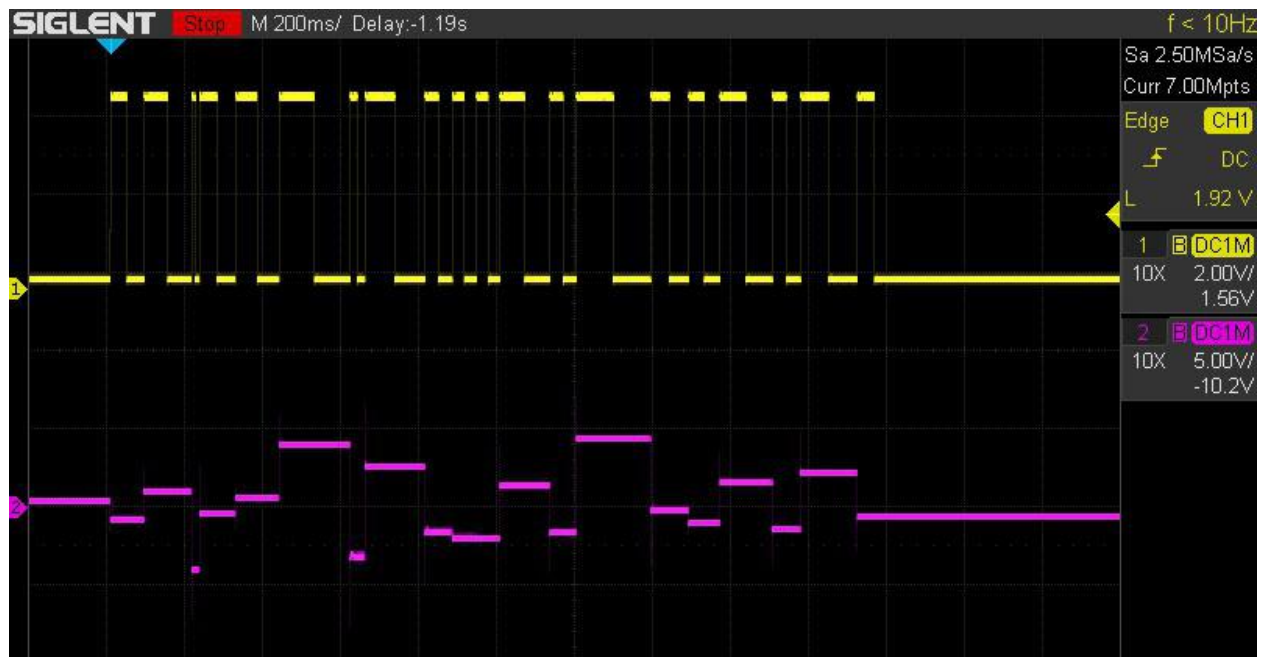 SIGLENT Stop M 200ms/ Delay:-1.19s f < 10Hz
Sa 2.50MSa/s
Curr 7.00Mpts
Edge CH1
DC
L 1.92 V
1 B DC1M
10X 2.00V/
1.56V
2 B DC1M
10X 5.00V/
-10.2V
1
2